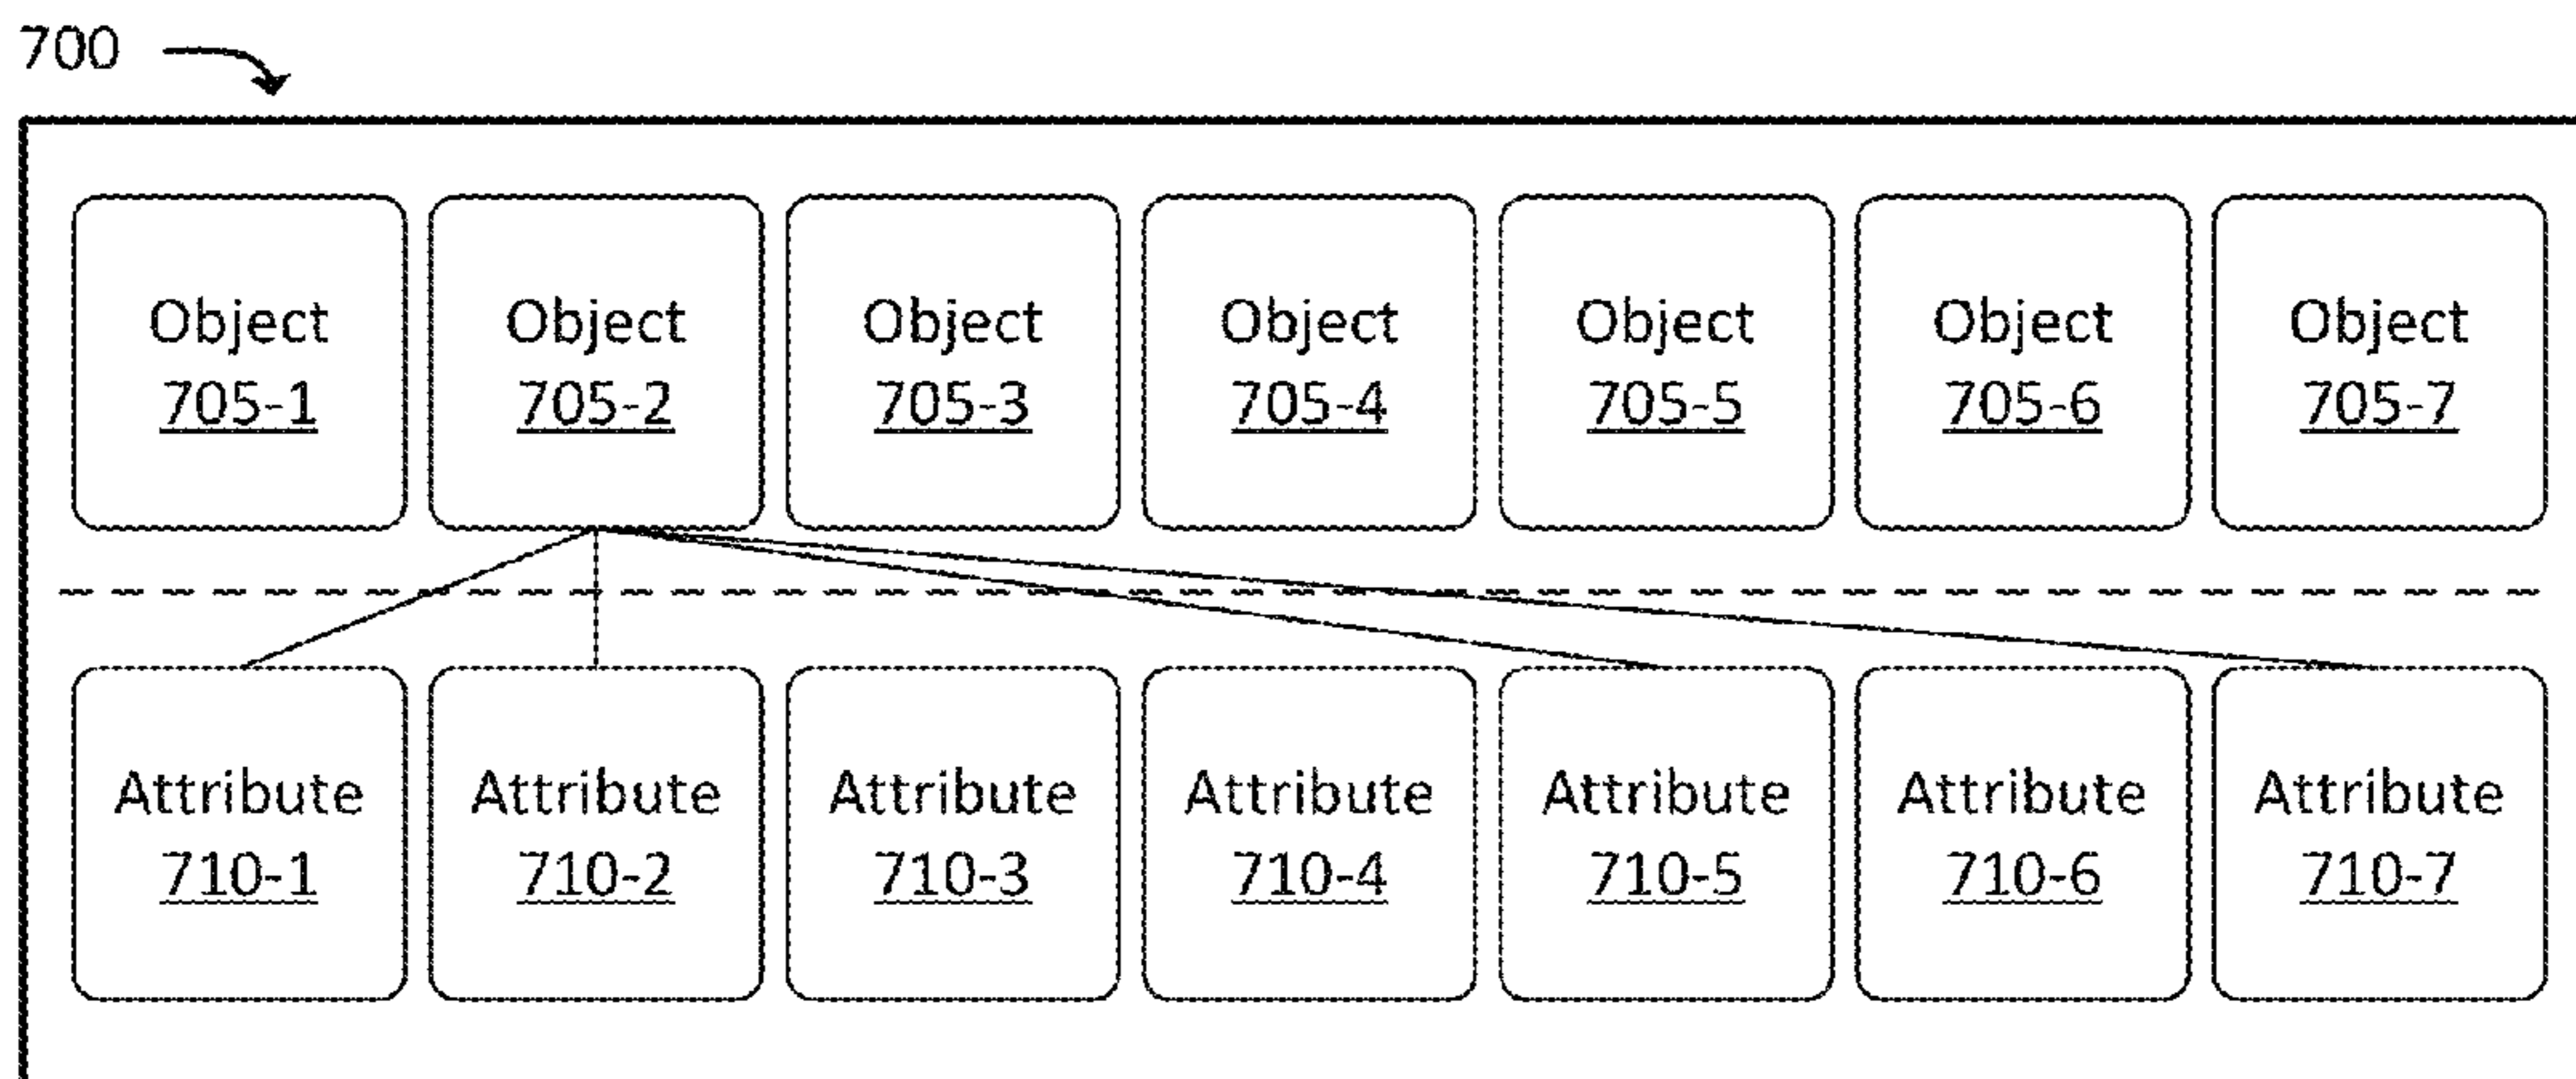 700
Object Object Object Object Object Object Object
705-1 705-2 705-3 705-4 705-5 705-6 705-7
Attribute Attribute Attribute Attribute Attribute Attribute Attribute
710-1 710-2 710-3 710-4 710-5 710-6 710-7